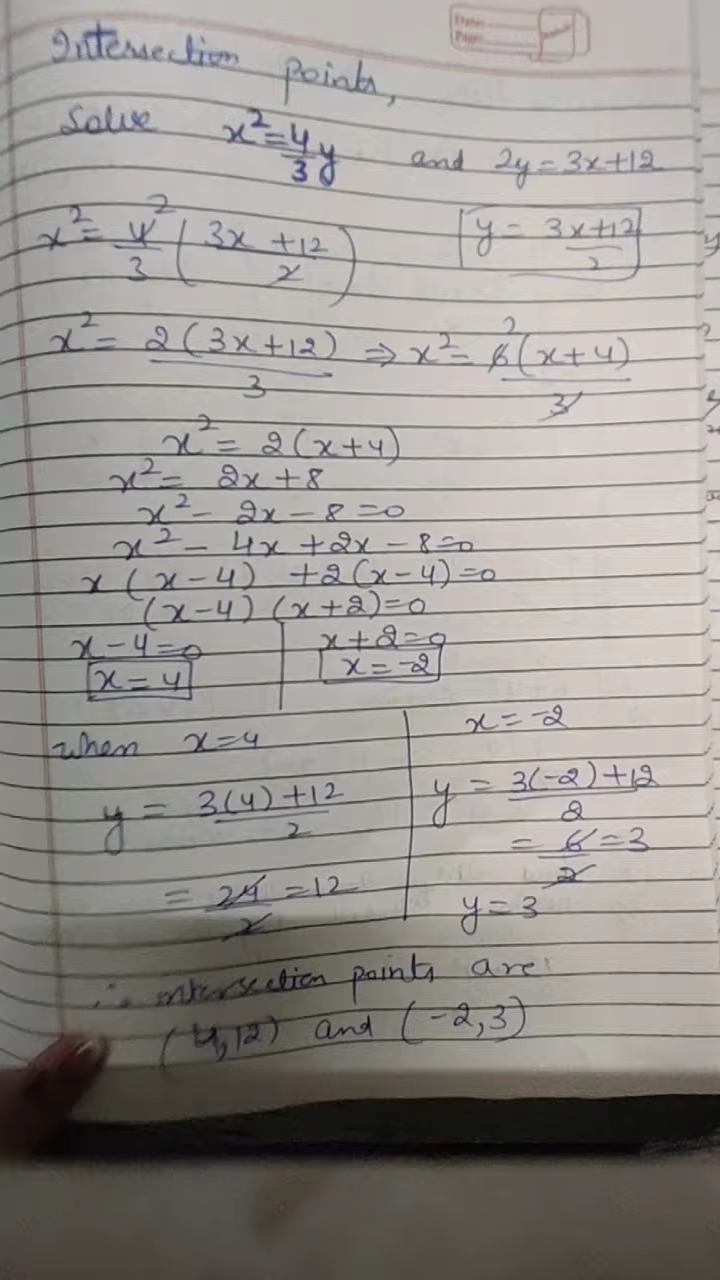 Date:
Page:
Intersection points,
Solve x² = 4/3 y and 2y = 3x + 12
x² = 4²/3 (3x + 12 / 2) y = 3x + 12 / 2
x² = 2(3x + 12) / 3 ⇒ x² = 6²(x + 4) / 3
x² = 2(x + 4)
x² = 2x + 8
x² - 2x - 8 = 0
x² - 4x + 2x - 8 = 0
x(x - 4) + 2(x - 4) = 0
(x - 4)(x + 2) = 0
x - 4 = 0 x + 2 = 0
x = 4 x = -2
when x = 4 x = -2
y = 3(4) + 12 / 2 y = 3(-2) + 12 / 2
= 6/2 = 3
= 24/2 = 12 y = 3
∴ intersection points are
(4, 12) and (-2, 3)